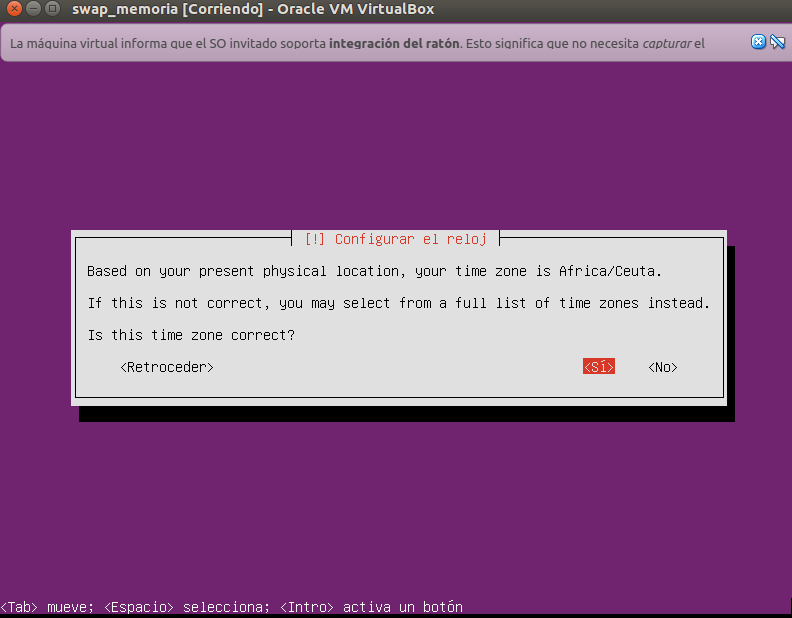 swap_memoria [Corriendo] - Oracle VM VirtualBox
La máquina virtual informa que el SO invitado soporta integración del ratón. Esto significa que no necesita capturar el
[!] Configurar el reloj
Based on your present physical location, your time zone is Africa/Ceuta.
If this is not correct, you may select from a full list of time zones instead.
Is this time zone correct?
<Retroceder> <Sí> <No>
<Tab> mueve; <Espacio> selecciona; <Intro> activa un botón